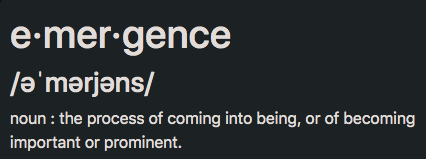 e·mer·gence
/əˈmərjəns/
noun : the process of coming into being, or of becoming
important or prominent.